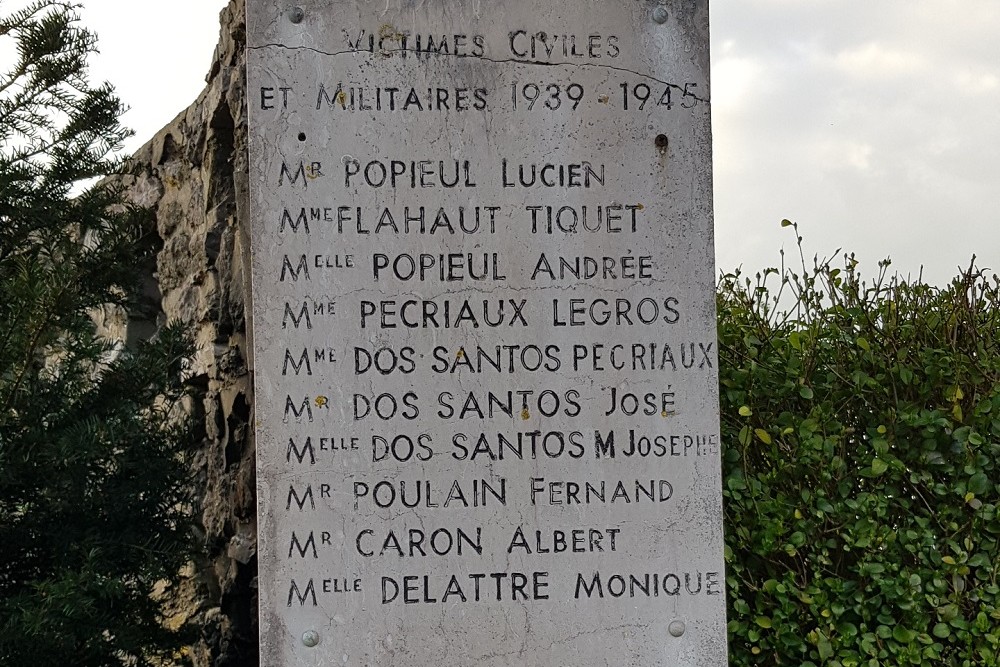 VICTIMES CIVILES
ET MILITAIRES 1939 - 1945
MR POPIEUL LUCIEN
MME FLAHAUT TIQUET
MELLE POPIEUL ANDRÉE
MME PECRIAUX LEGROS
MME DOS SANTOS PECRIAUX
MR DOS SANTOS JOSÉ
MELLE DOS SANTOS M JOSEPHE
MR POULAIN FERNAND
MR CARON ALBERT
MELLE DELATTRE MONIQUE